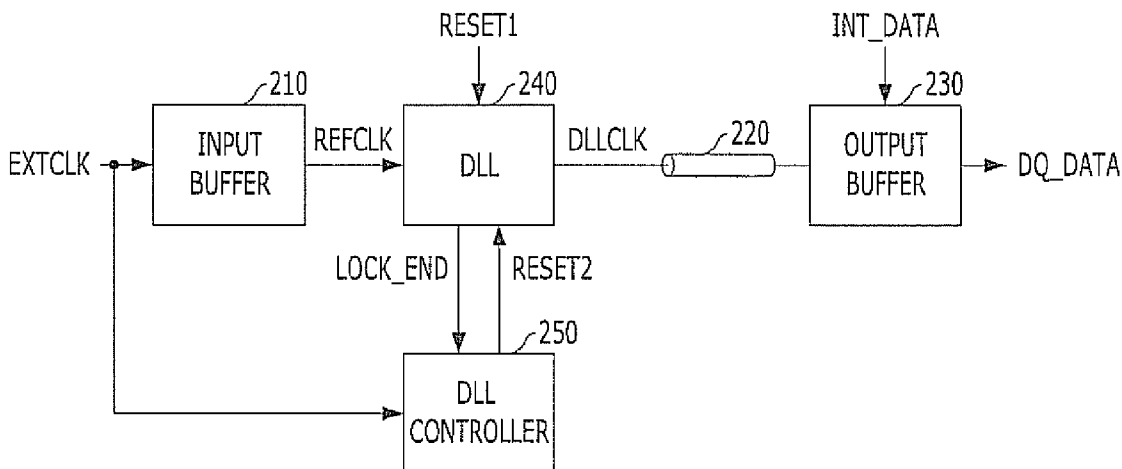 RESET1
INT_DATA
210
240
230
220
EXTCLK
INPUT
BUFFER
REFCLK
DLL
DLLCLK
OUTPUT
BUFFER
DQ_DATA
LOCK_END
RESET2
250
DLL
CONTROLLER